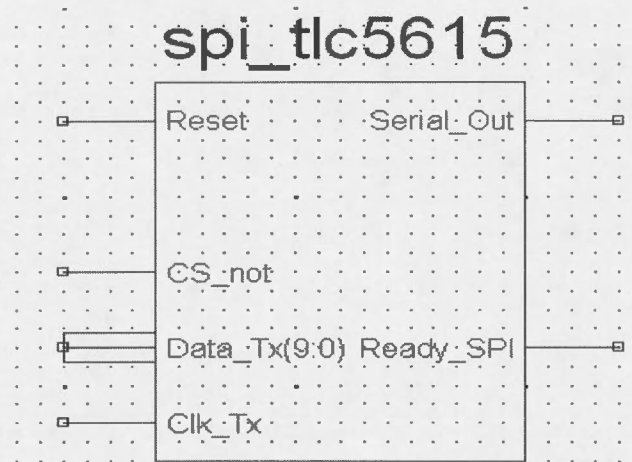 spi_tlc5615
Reset Serial_Out
CS_not
Data_Tx(9:0) Ready_SPI
Clk_Tx